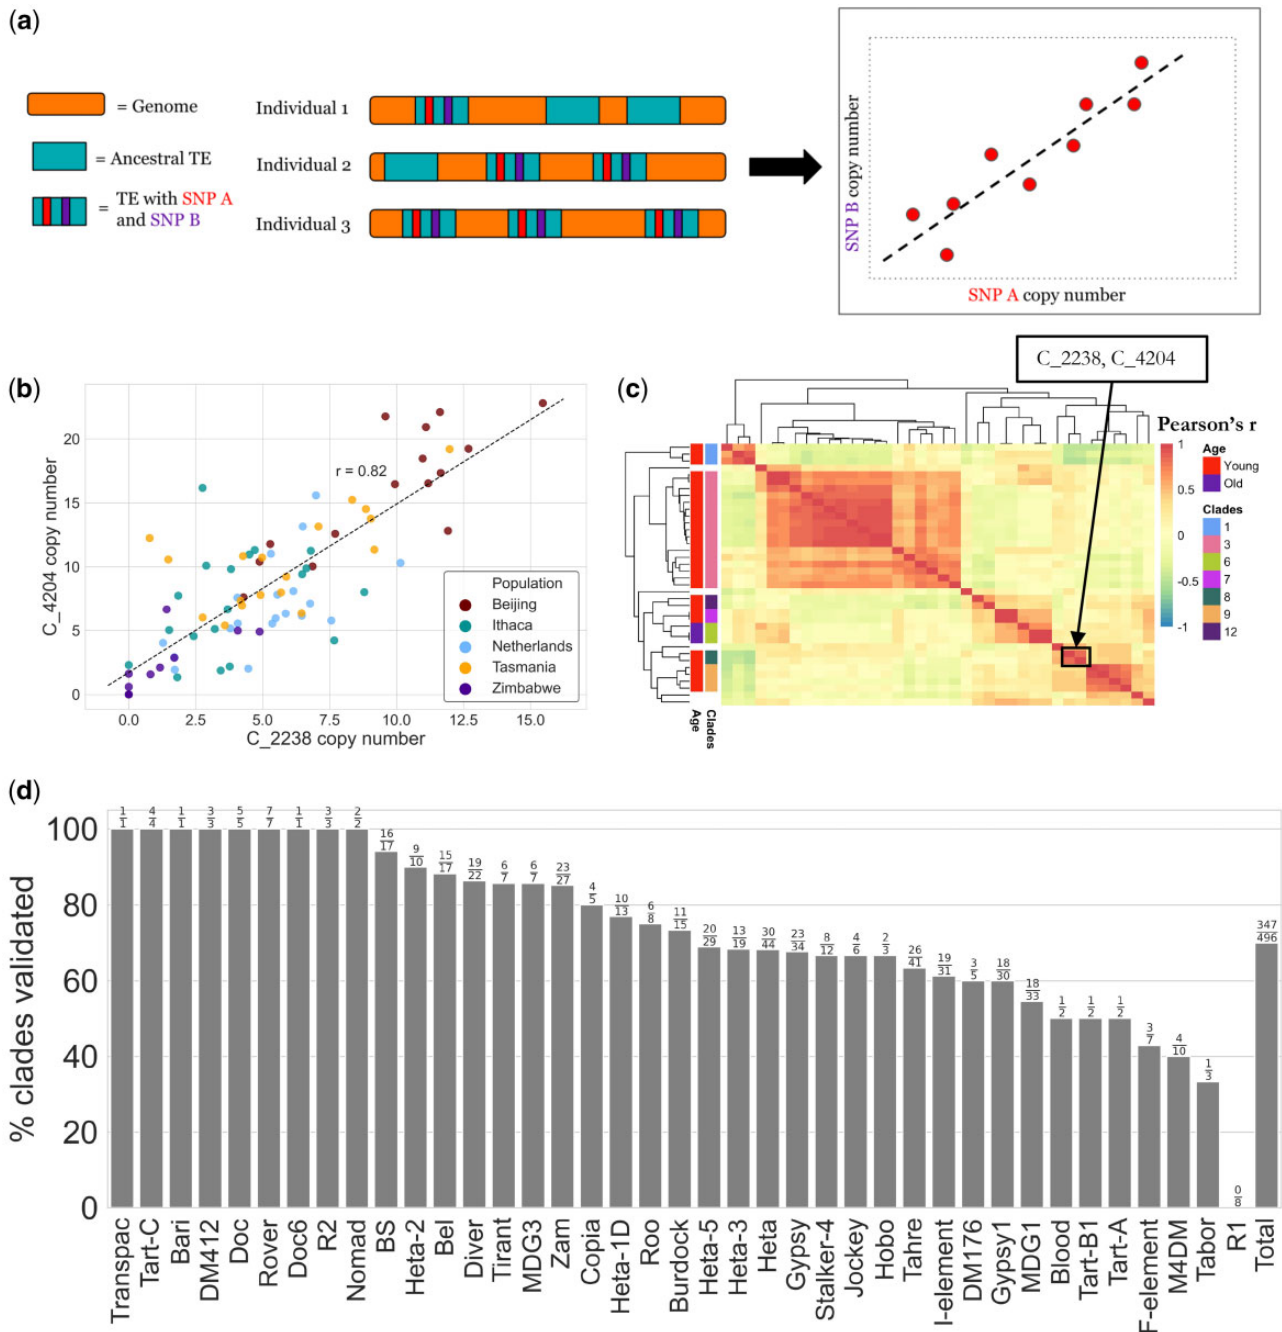 (a)
= Genome
= Ancestral TE
= TE with SNP A
and SNP B
Individual 1
Individual 2
Individual 3
SNP B copy number
SNP A copy number
(b)
C_4204 copy number
20
15
10
5
0
r = 0.82
Population
Beijing
Ithaca
Netherlands
Tasmania
Zimbabwe
0.0 2.5 5.0 7.5 10.0 12.5 15.0
C_2238 copy number
(c)
C_2238, C_4204
Pearson's r
1
0.5
0
-0.5
-1
Age
Young
Old
Clades
1
3
6
7
8
9
12
Age
Clades
(d)
% clades validated
100
80
60
40
20
0
1/1 4/4 1/1 3/3 5/5 7/7 1/1 3/3 2/2 16/17 9/10 15/17 19/22 6/7 6/7 23/27 4/5 10/13 6/8 11/15 20/29 13/19 30/44 23/34 8/12 4/6 2/3 26/41 19/31 3/5 18/30 18/33 1/2 1/2 1/2 3/7 4/10 1/3 0/8 347/496
Transpac
Tart-C
Bari
DM412
Doc
Rover
Doc6
R2
Nomad
BS
Heta-2
Bel
Diver
Tirant
MDG3
Zam
Copia
Heta-1D
Roo
Burdock
Heta-5
Heta-3
Heta
Gypsy
Stalker-4
Jockey
Hobo
Tahre
I-element
DM176
Gypsy1
MDG1
Blood
Tart-B1
Tart-A
F-element
M4DM
Tabor
R1
Total